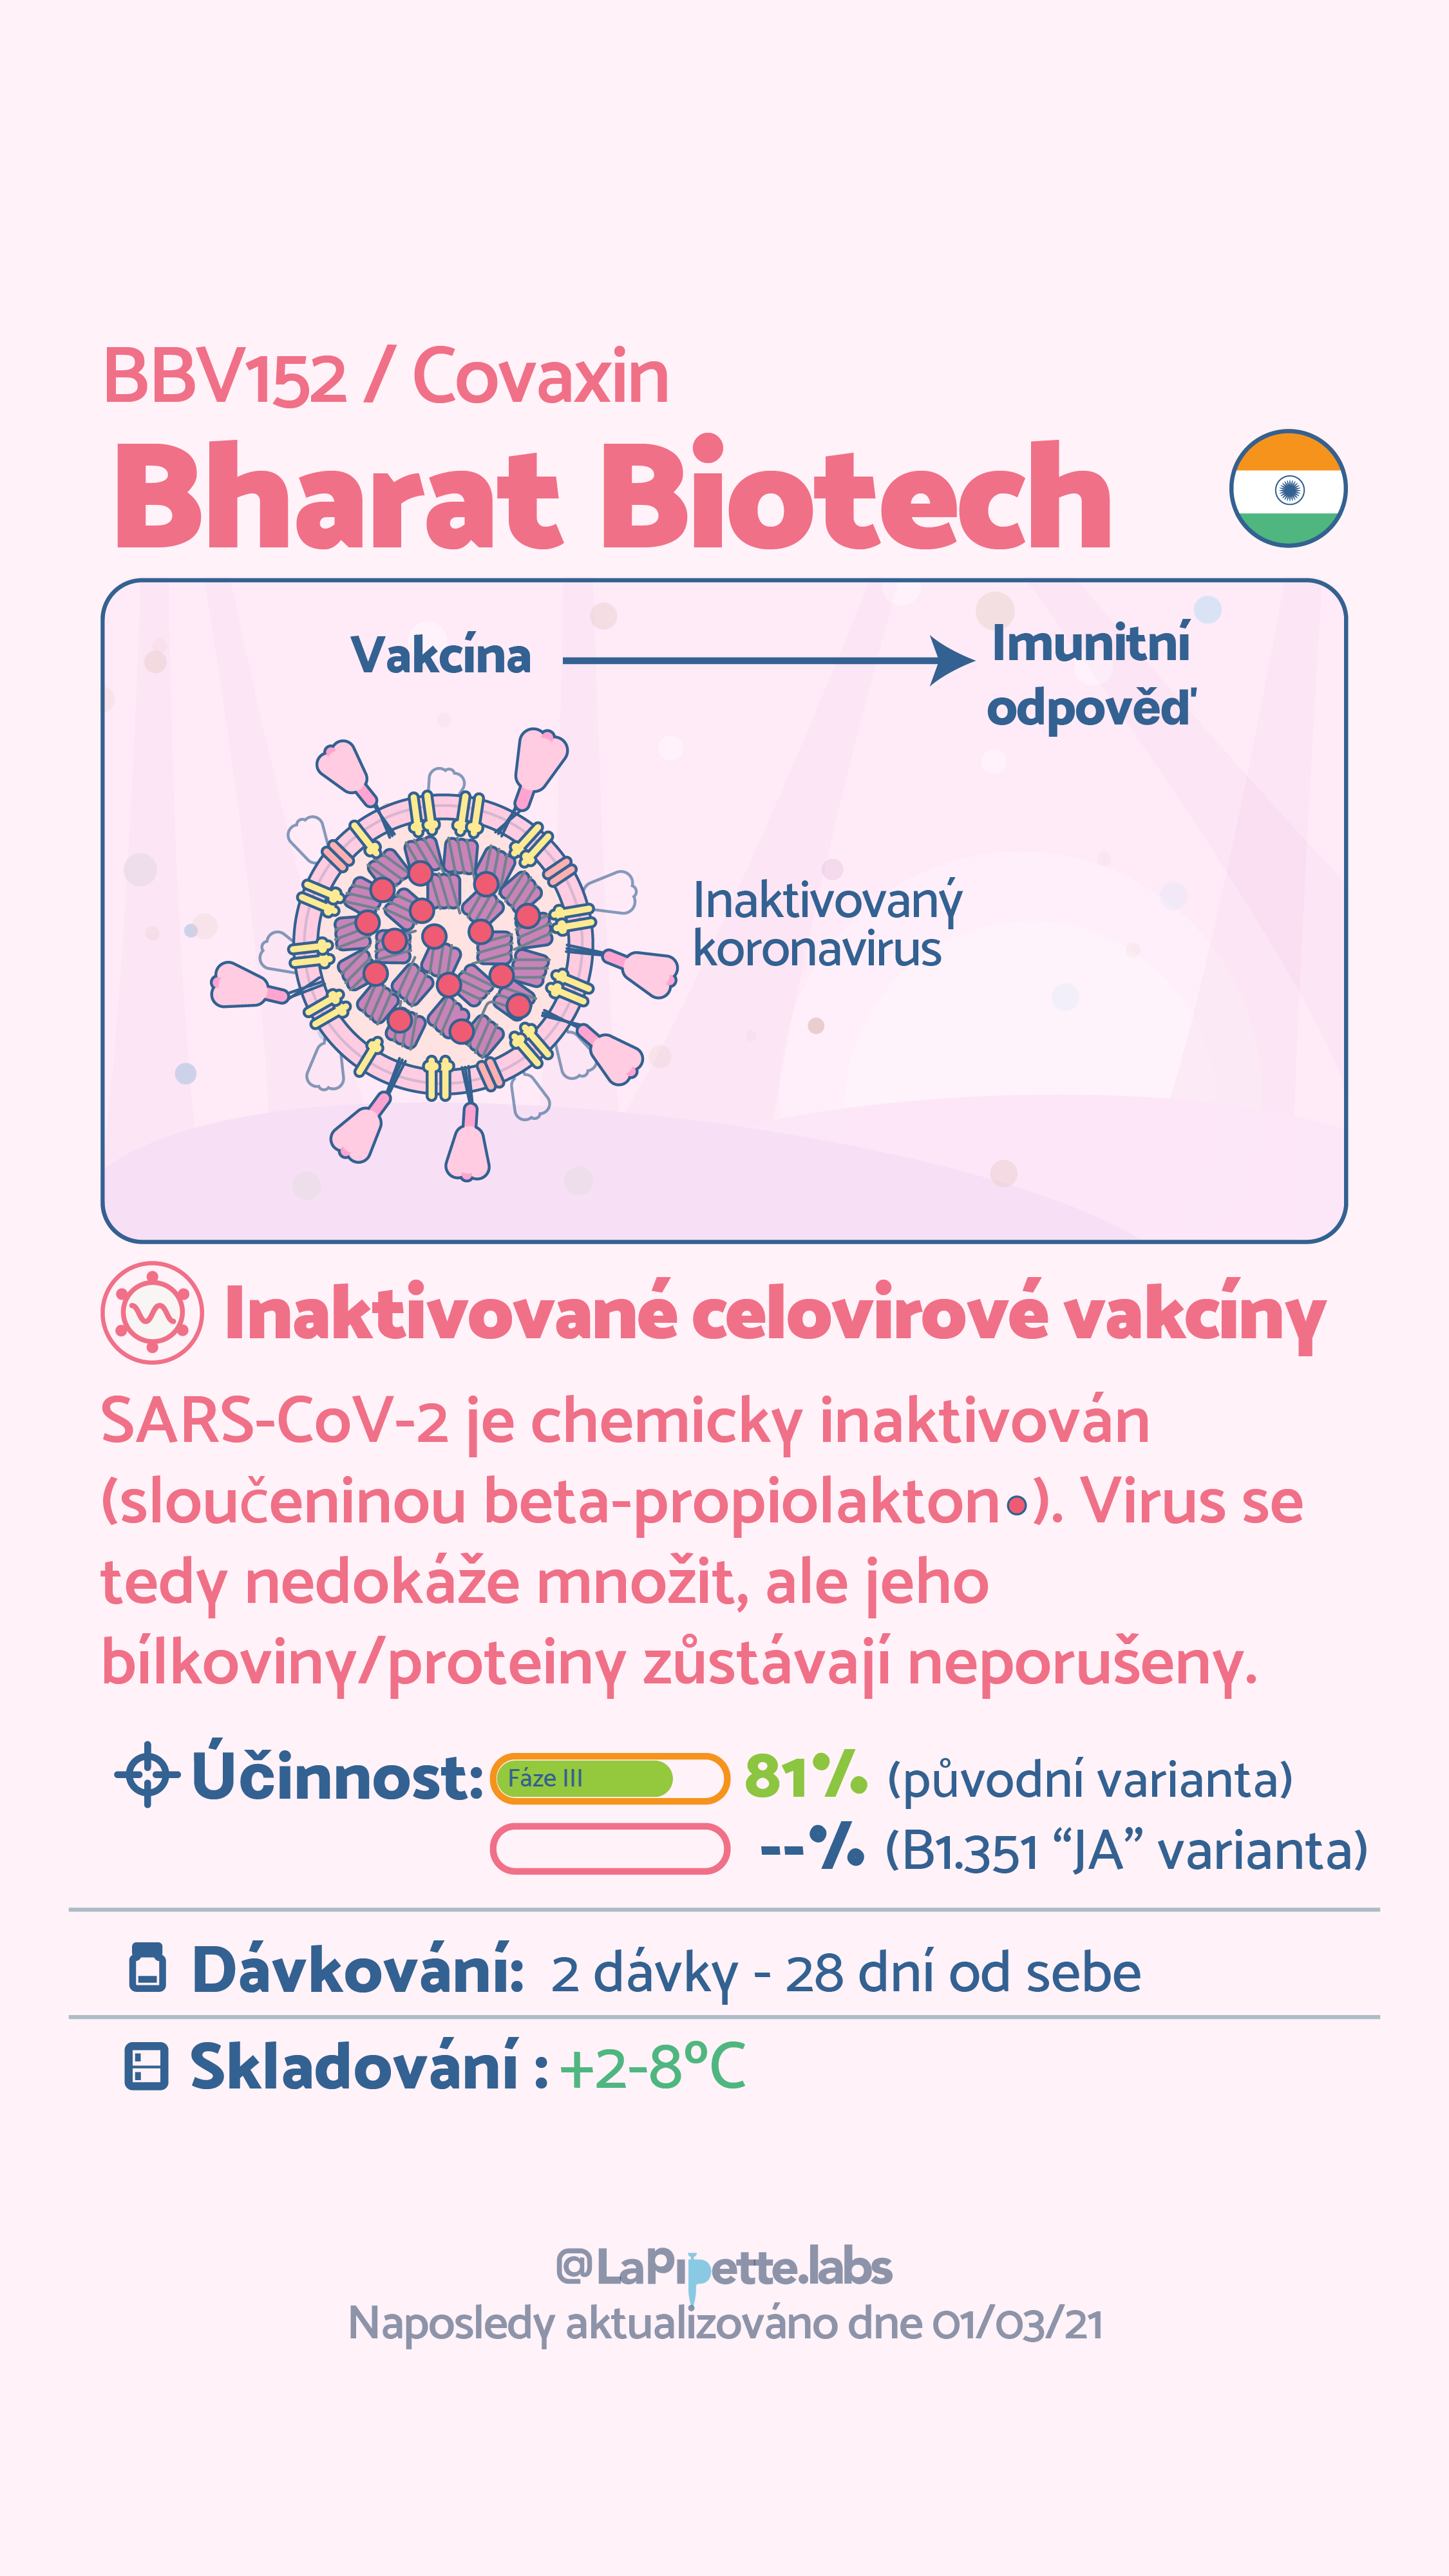 BBV152 / Covaxin
Bharat Biotech
Vakcína
Imunitní
odpověď
Inaktivovaný
koronavirus
Inaktivované celovirové vakcíny
SARS-CoV-2 je chemicky inaktivován
(sloučeninou beta-propiolakton). Virus se
tedy nedokáže množit, ale jeho
bílkoviny/proteiny zůstávají neporušeny.
Účinnost: Fáze III 81% (původní varianta)
--% (B1.351 “JA” varianta)
Dávkování: 2 dávky - 28 dní od sebe
Skladování : +2-8ºC
@LaPipette.labs
Naposledy aktualizováno dne 01/03/21